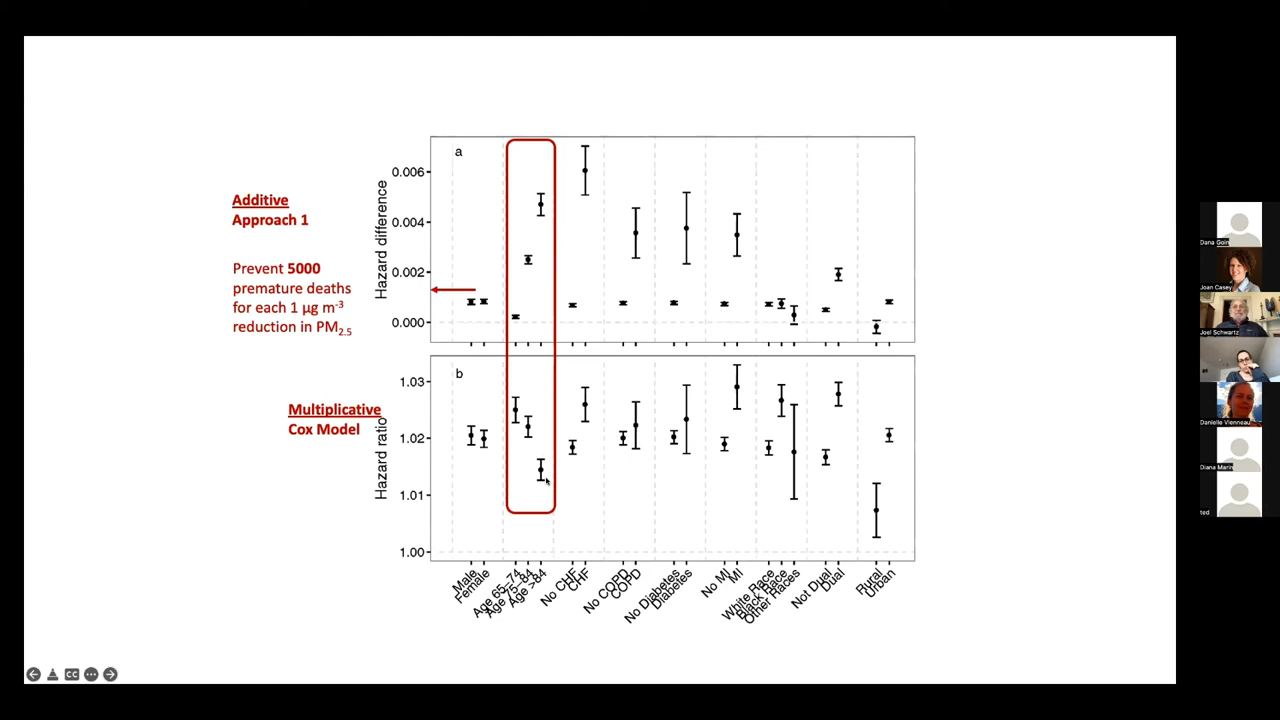 Additive
Approach 1
Prevent 5000
premature deaths
for each 1 µg m-3
reduction in PM2.5
Multiplicative
Cox Model
a
Hazard difference
0.006
0.004
0.002
0.000
b
Hazard ratio
1.03
1.02
1.01
1.00
Male
Female
Age 65–74
Age 75–84
Age >84
No CHF
CHF
No COPD
COPD
No Diabetes
Diabetes
No MI
MI
White Race
Black Race
Other Races
Not Dual
Dual
Rural
Urban
CC
Dana Goin
Joan Casey
Joel Schwartz
Danielle Vienneau
Diana Marin
ted